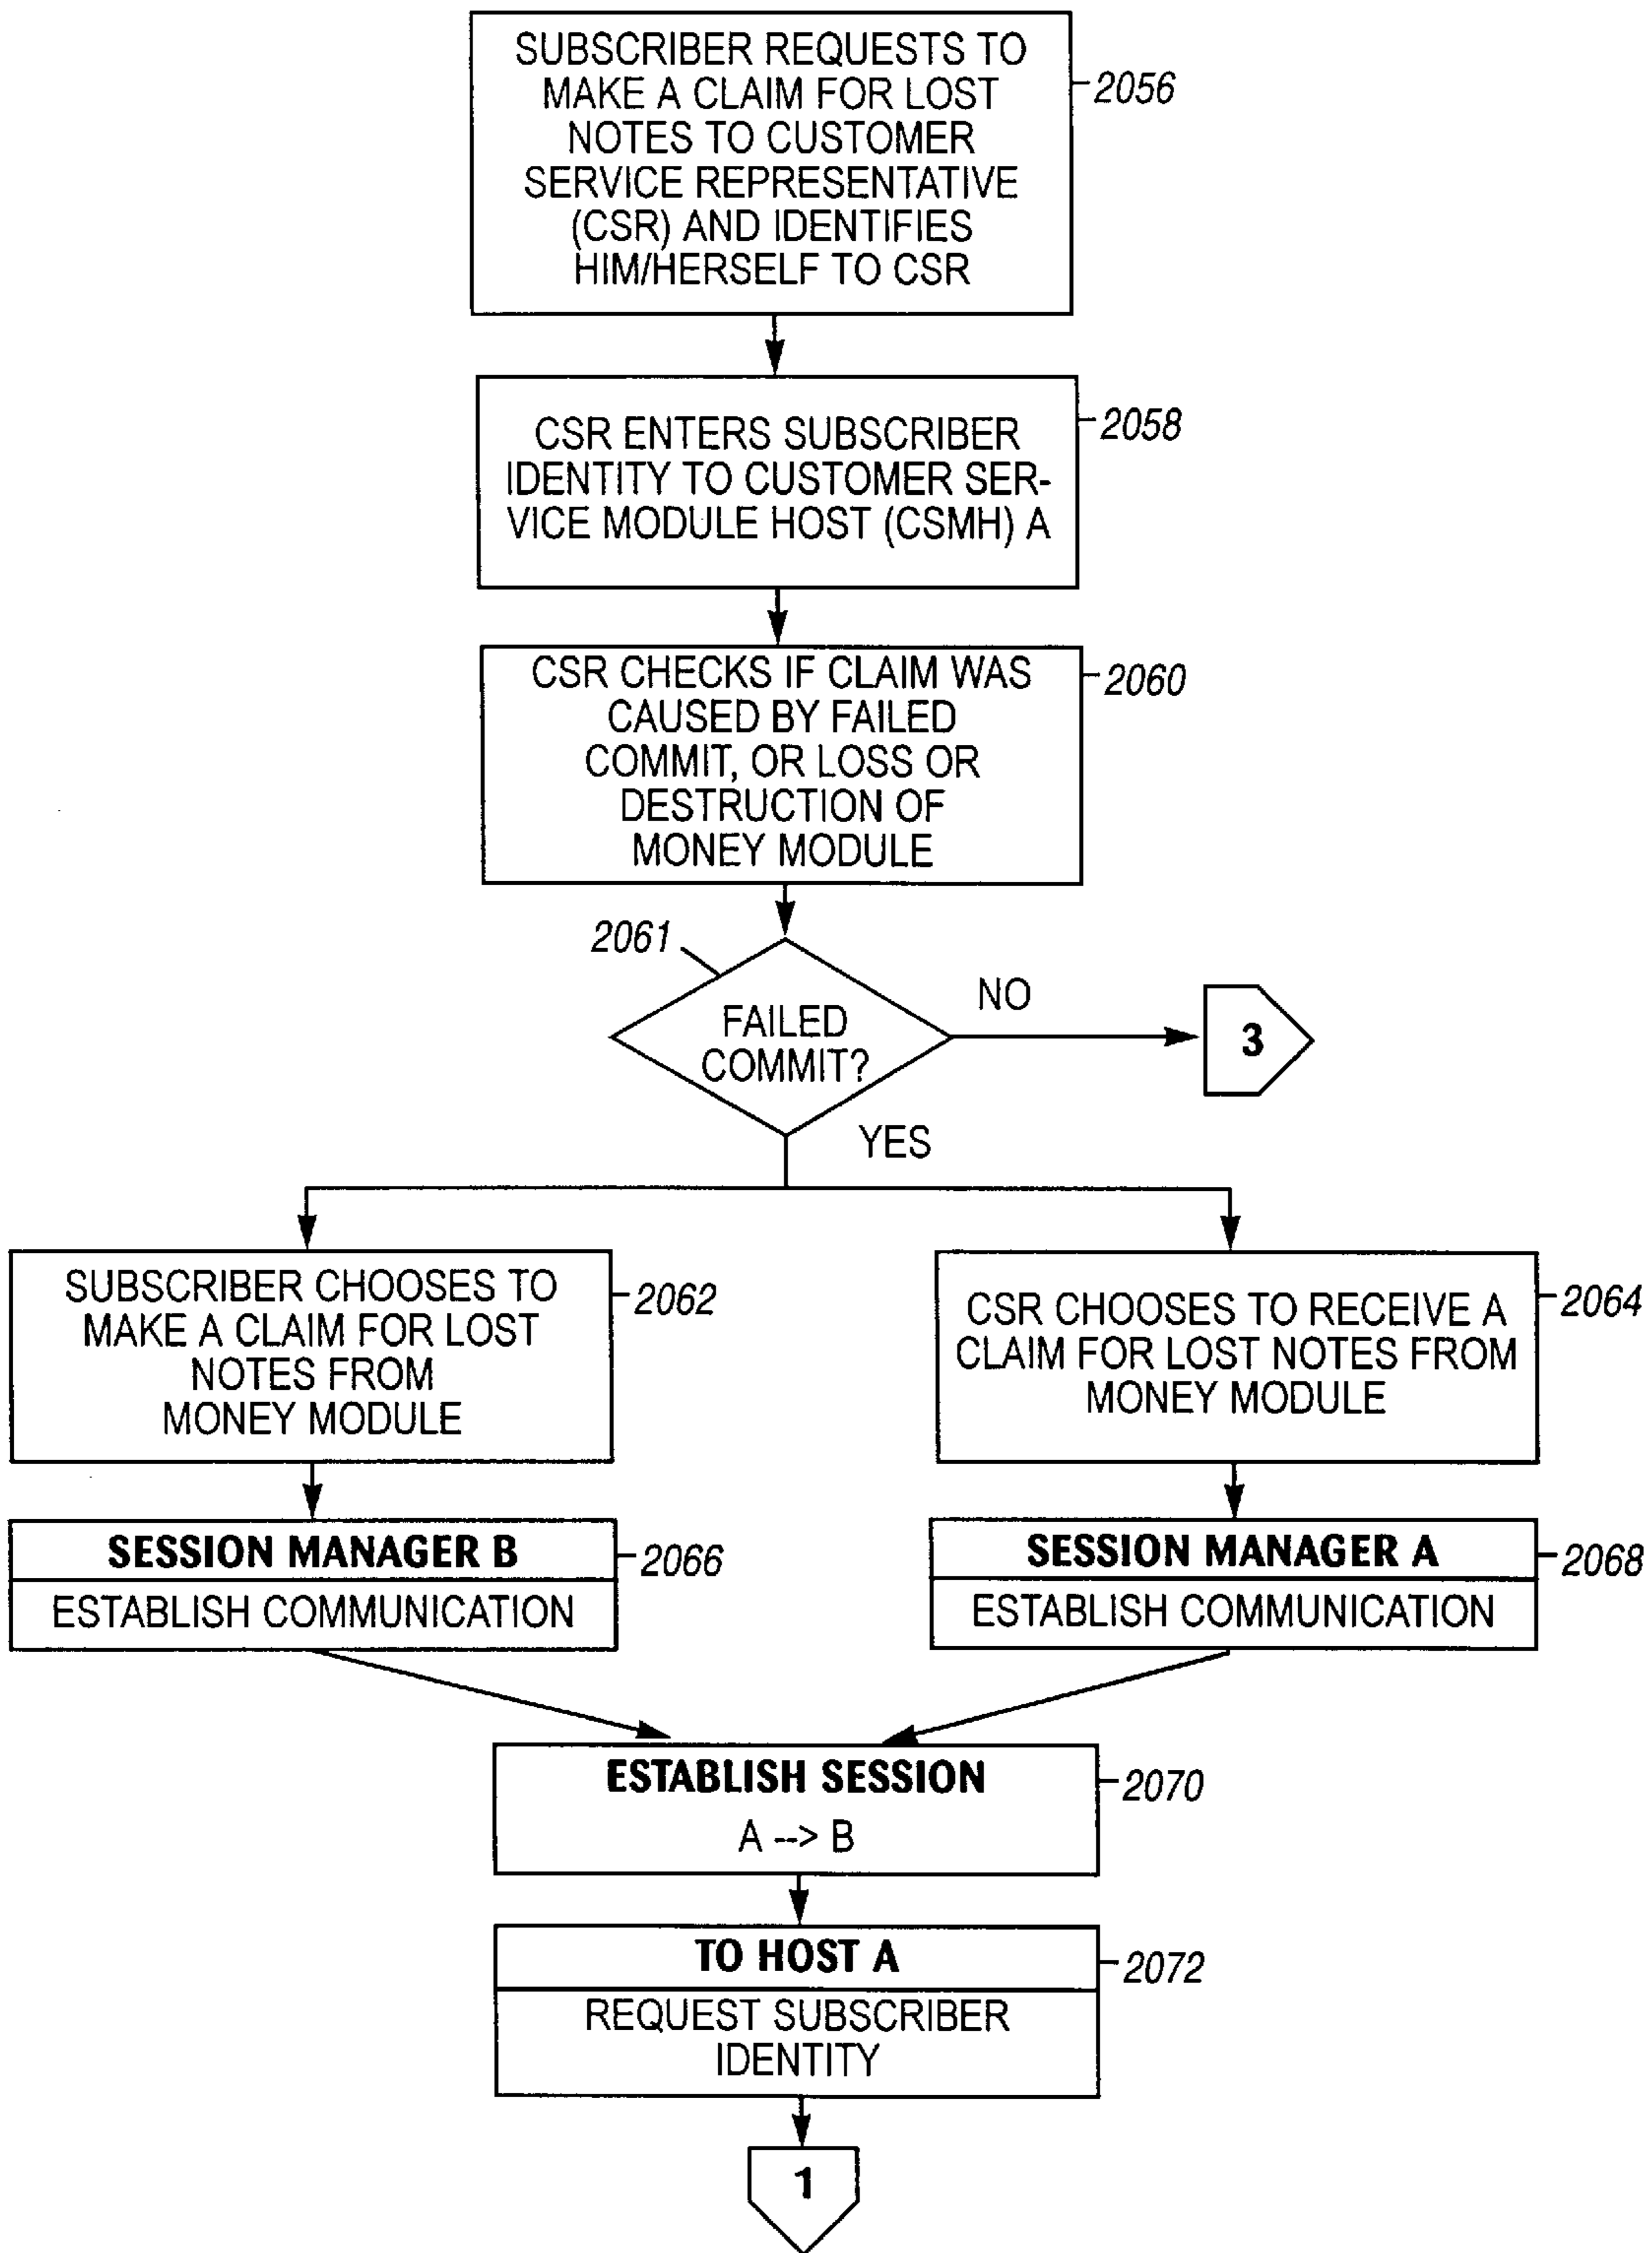 SUBSCRIBER REQUESTS TO
MAKE A CLAIM FOR LOST
NOTES TO CUSTOMER
SERVICE REPRESENTATIVE
(CSR) AND IDENTIFIES
HIM/HERSELF TO CSR
2056
CSR ENTERS SUBSCRIBER
IDENTITY TO CUSTOMER SER-
VICE MODULE HOST (CSMH) A
2058
CSR CHECKS IF CLAIM WAS
CAUSED BY FAILED
COMMIT, OR LOSS OR
DESTRUCTION OF
MONEY MODULE
2060
2061
FAILED
COMMIT?
NO
3
YES
SUBSCRIBER CHOOSES TO
MAKE A CLAIM FOR LOST
NOTES FROM
MONEY MODULE
2062
CSR CHOOSES TO RECEIVE A
CLAIM FOR LOST NOTES FROM
MONEY MODULE
2064
SESSION MANAGER B
2066
ESTABLISH COMMUNICATION
SESSION MANAGER A
2068
ESTABLISH COMMUNICATION
ESTABLISH SESSION
A --> B
2070
TO HOST A
2072
REQUEST SUBSCRIBER
IDENTITY
1